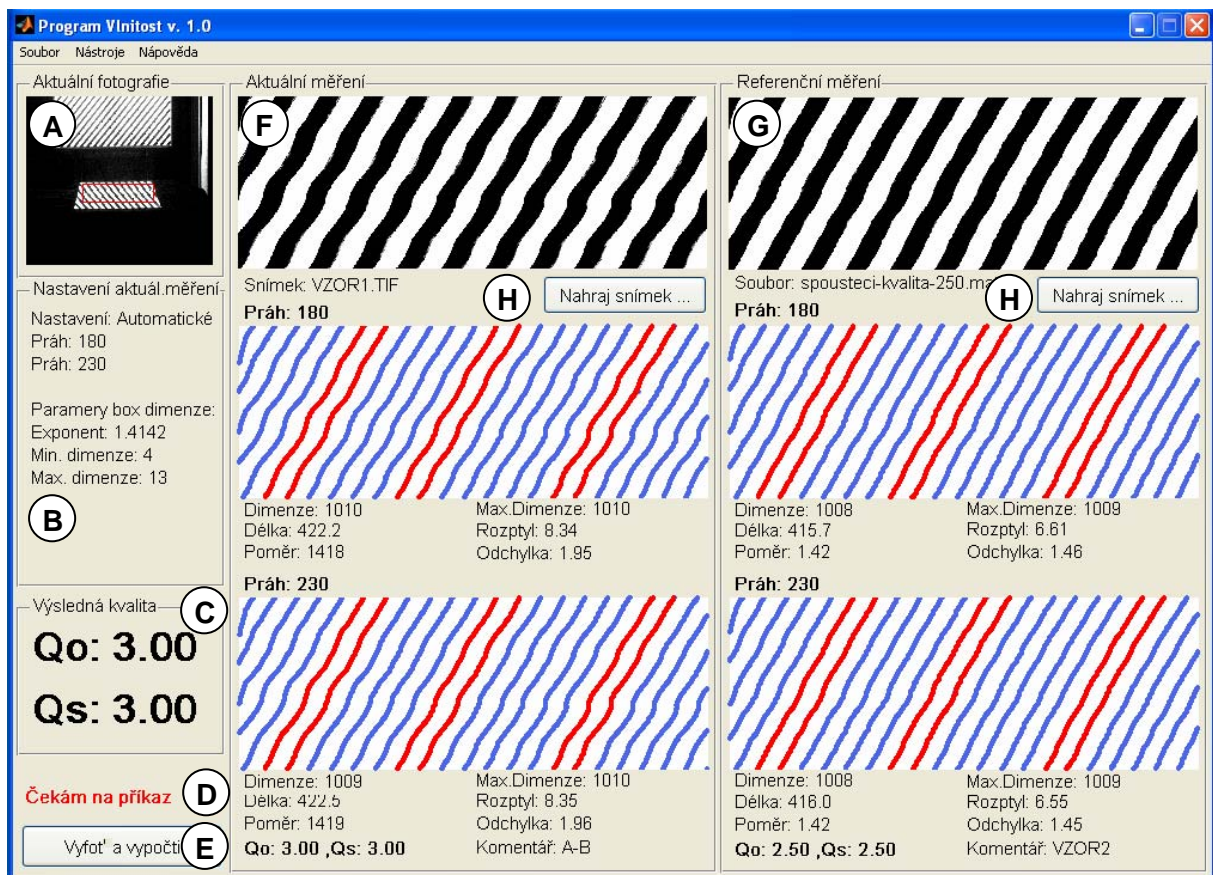 Program Vlnitost v. 1.0
Soubor Nástroje Nápověda
Aktuální fotografie
A
Nastavení aktuál.měření
Nastavení: Automatické
Práh: 180
Práh: 230
Paramery box dimenze:
Exponent: 1.4142
Min. dimenze: 4
Max. dimenze: 13
B
Výsledná kvalita
C
Qo: 3.00
Qs: 3.00
Čekám na příkaz
D
Vyfoť a vypočti
E
Aktuální měření
F
Snímek: VZOR1.TIF
H
Nahraj snímek ...
Práh: 180
Dimenze: 1010 Max.Dimenze: 1010
Délka: 422.2 Rozptyl: 8.34
Poměr: 1418 Odchylka: 1.95
Práh: 230
Dimenze: 1009 Max.Dimenze: 1010
Délka: 422.5 Rozptyl: 8.35
Poměr: 1419 Odchylka: 1.96
Qo: 3.00 ,Qs: 3.00 Komentář: A-B
Referenční měření
G
Soubor: spousteci-kvalita-250.ma
H
Nahraj snímek ...
Práh: 180
Dimenze: 1008 Max.Dimenze: 1009
Délka: 415.7 Rozptyl: 6.61
Poměr: 1.42 Odchylka: 1.46
Práh: 230
Dimenze: 1008 Max.Dimenze: 1009
Délka: 416.0 Rozptyl: 6.55
Poměr: 1.42 Odchylka: 1.45
Qo: 2.50 ,Qs: 2.50 Komentář: VZOR2